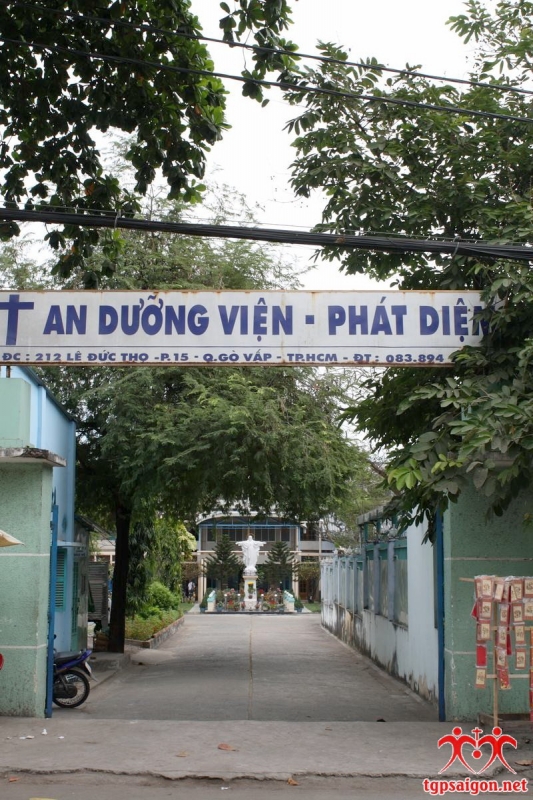 AN DƯỠNG VIỆN - PHÁT DIỆN
ĐC : 212 LÊ ĐỨC THỌ - P.15 - Q.GÒ VẤP - TP.HCM - ĐT : 083.894
tgpsaigon.net